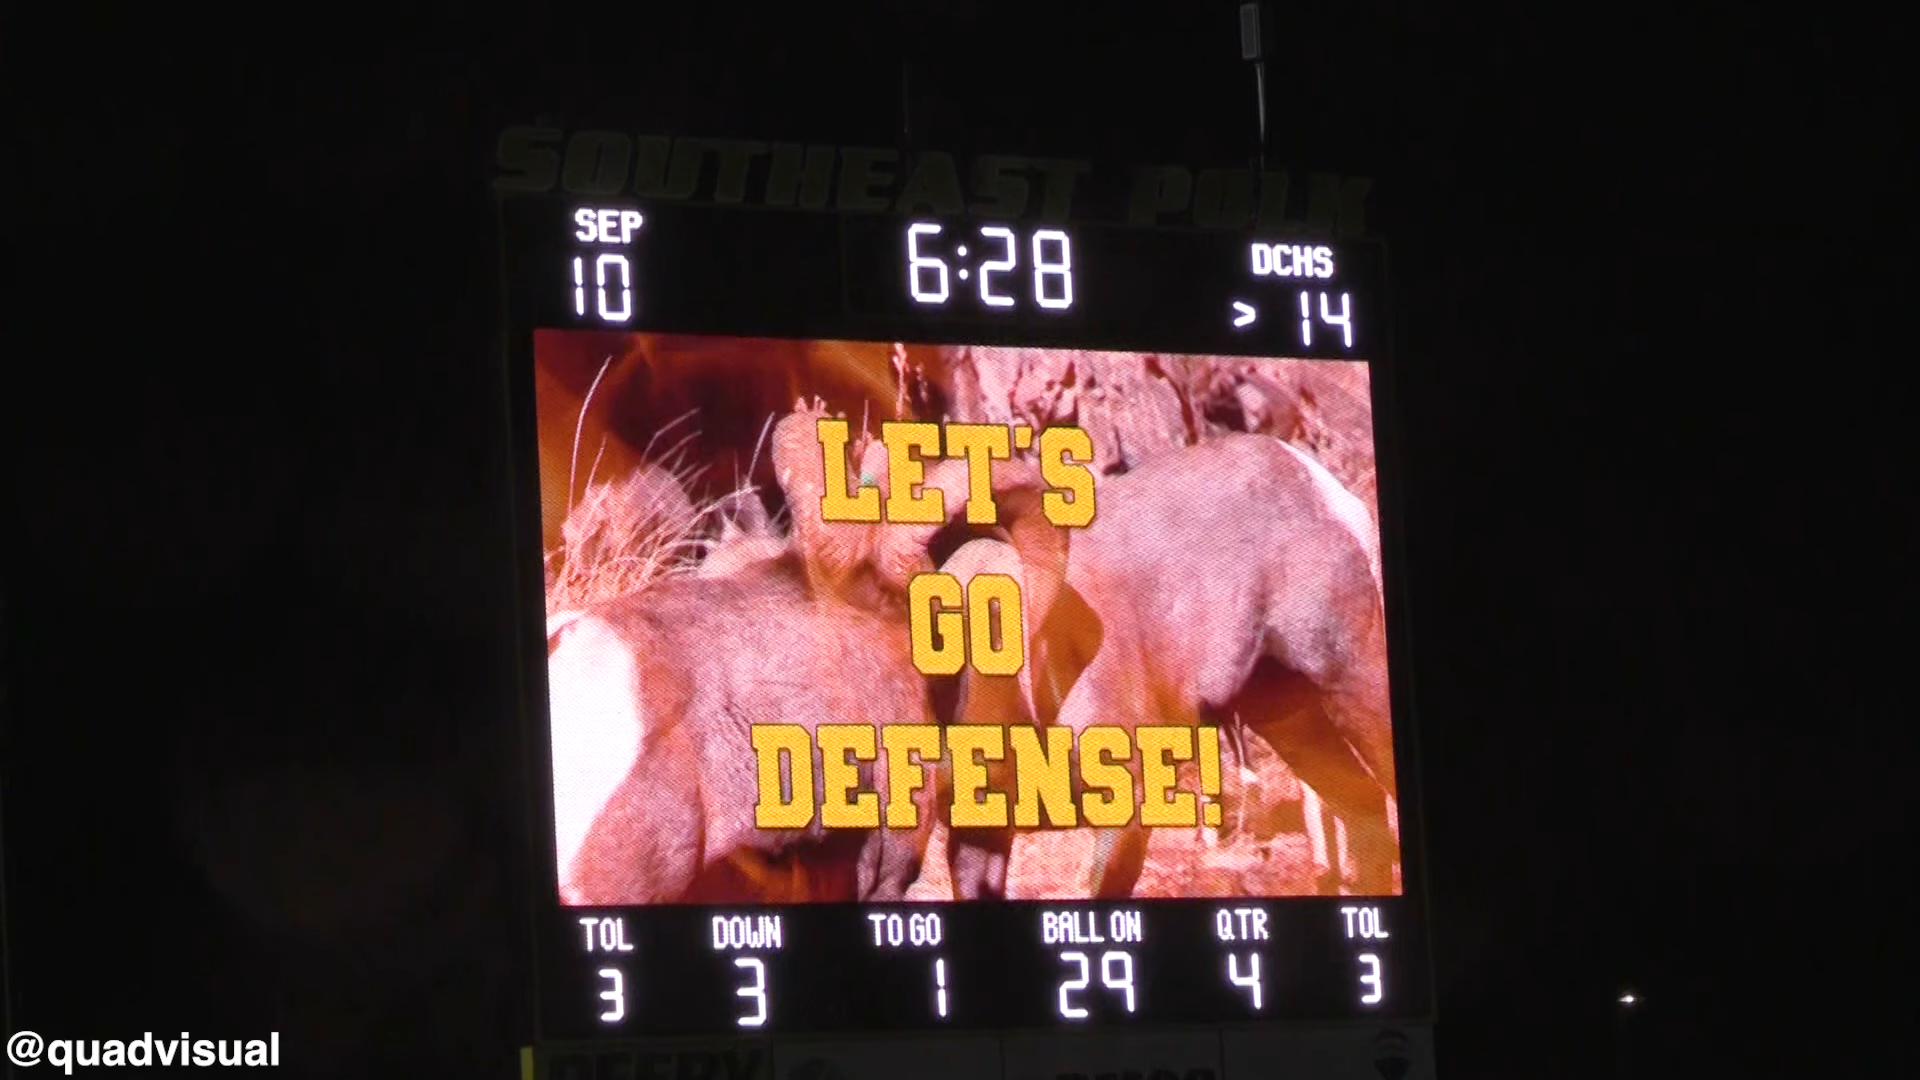 SOUTHEAST POLK
SEP
10
6:28
DCHS
> 14
LET'S
GO
DEFENSE!
TOL DOWN TO GO BALL ON QTR TOL
3 3 1 29 4 3
@quadvisual